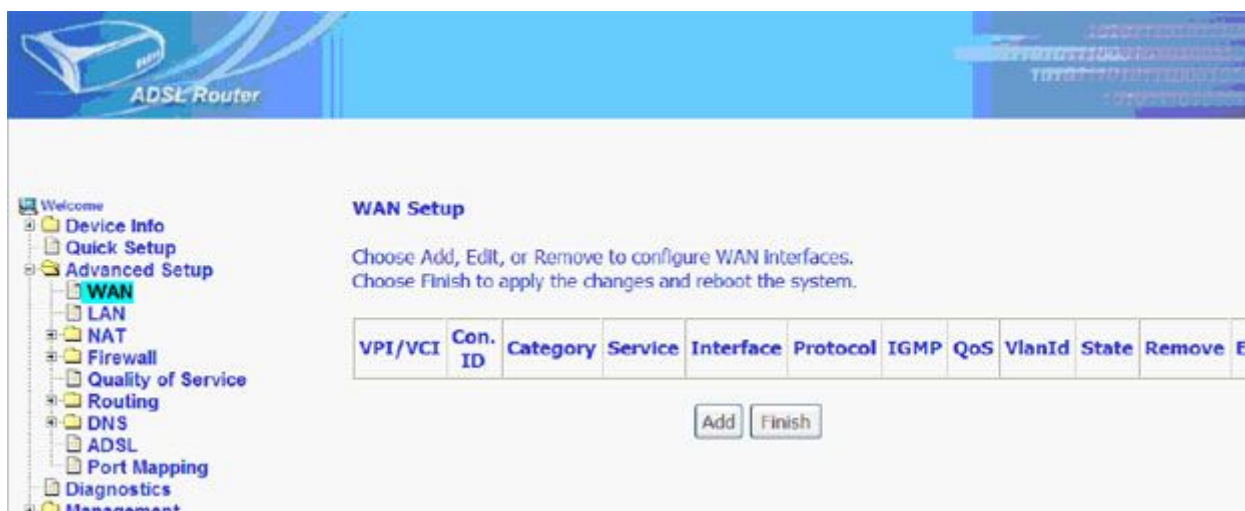 ADSL Router
Welcome
Device Info
Quick Setup
Advanced Setup
WAN
LAN
NAT
Firewall
Quality of Service
Routing
DNS
ADSL
Port Mapping
Diagnostics
Management
WAN Setup
Choose Add, Edit, or Remove to configure WAN interfaces.
Choose Finish to apply the changes and reboot the system.
VPI/VCI Con. ID Category Service Interface Protocol IGMP QoS VlanId State Remove E
Add Finish